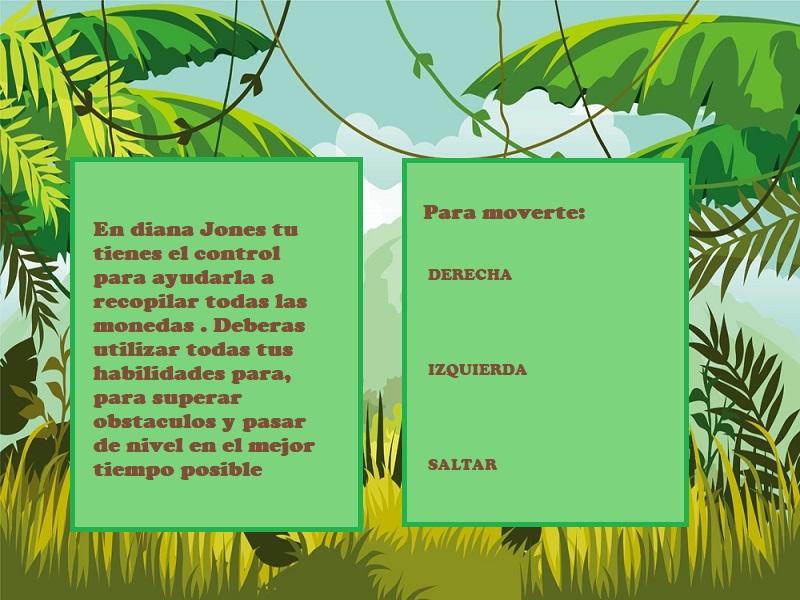 En diana Jones tu
tienes el control
para ayudarla a
recopilar todas las
monedas . Deberas
utilizar todas tus
habilidades para,
para superar
obstaculos y pasar
de nivel en el mejor
tiempo posible
Para moverte:
DERECHA
IZQUIERDA
SALTAR